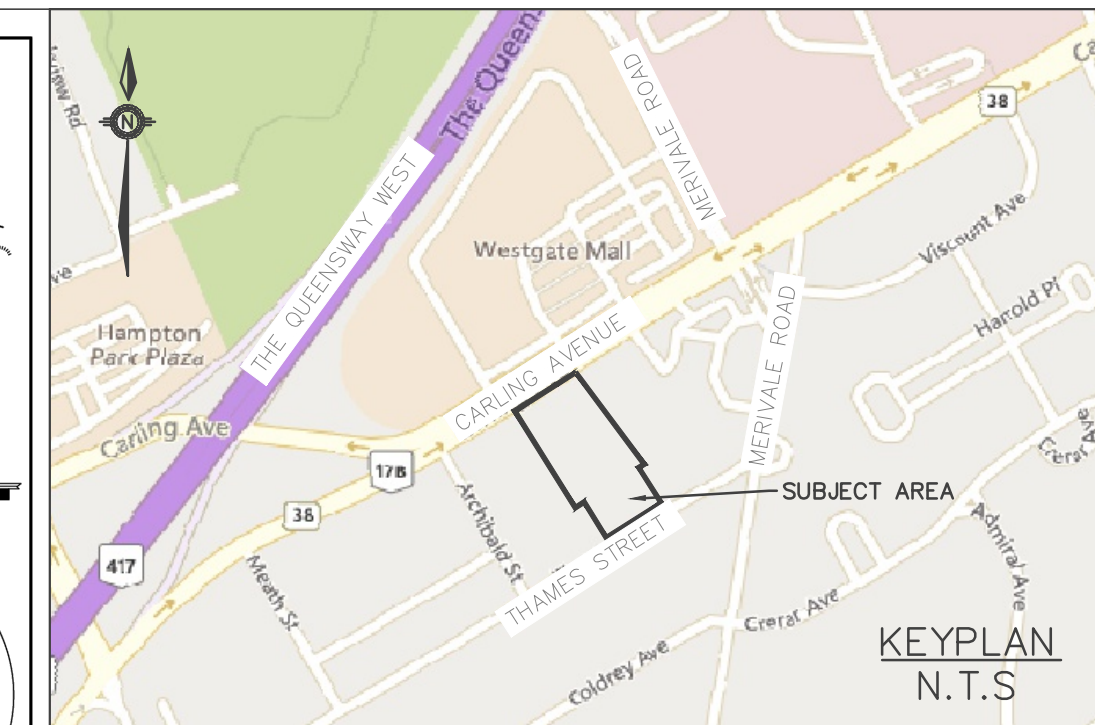 The Queens
Ca
38
MERIVALE ROAD
N
THE QUEENSWAY WEST
Westgate Mall
Viscount Ave
Hampton
Park Plaza
Harrold Pl
MERIVALE ROAD
CARLING AVENUE
Carling Ave
17B
38
SUBJECT AREA
Archibald St
417
Meath St
THAMES STREET
Crerar Ave
Admiral Ave
Crerar Ave
Coldrey Ave
KEYPLAN
N.T.S